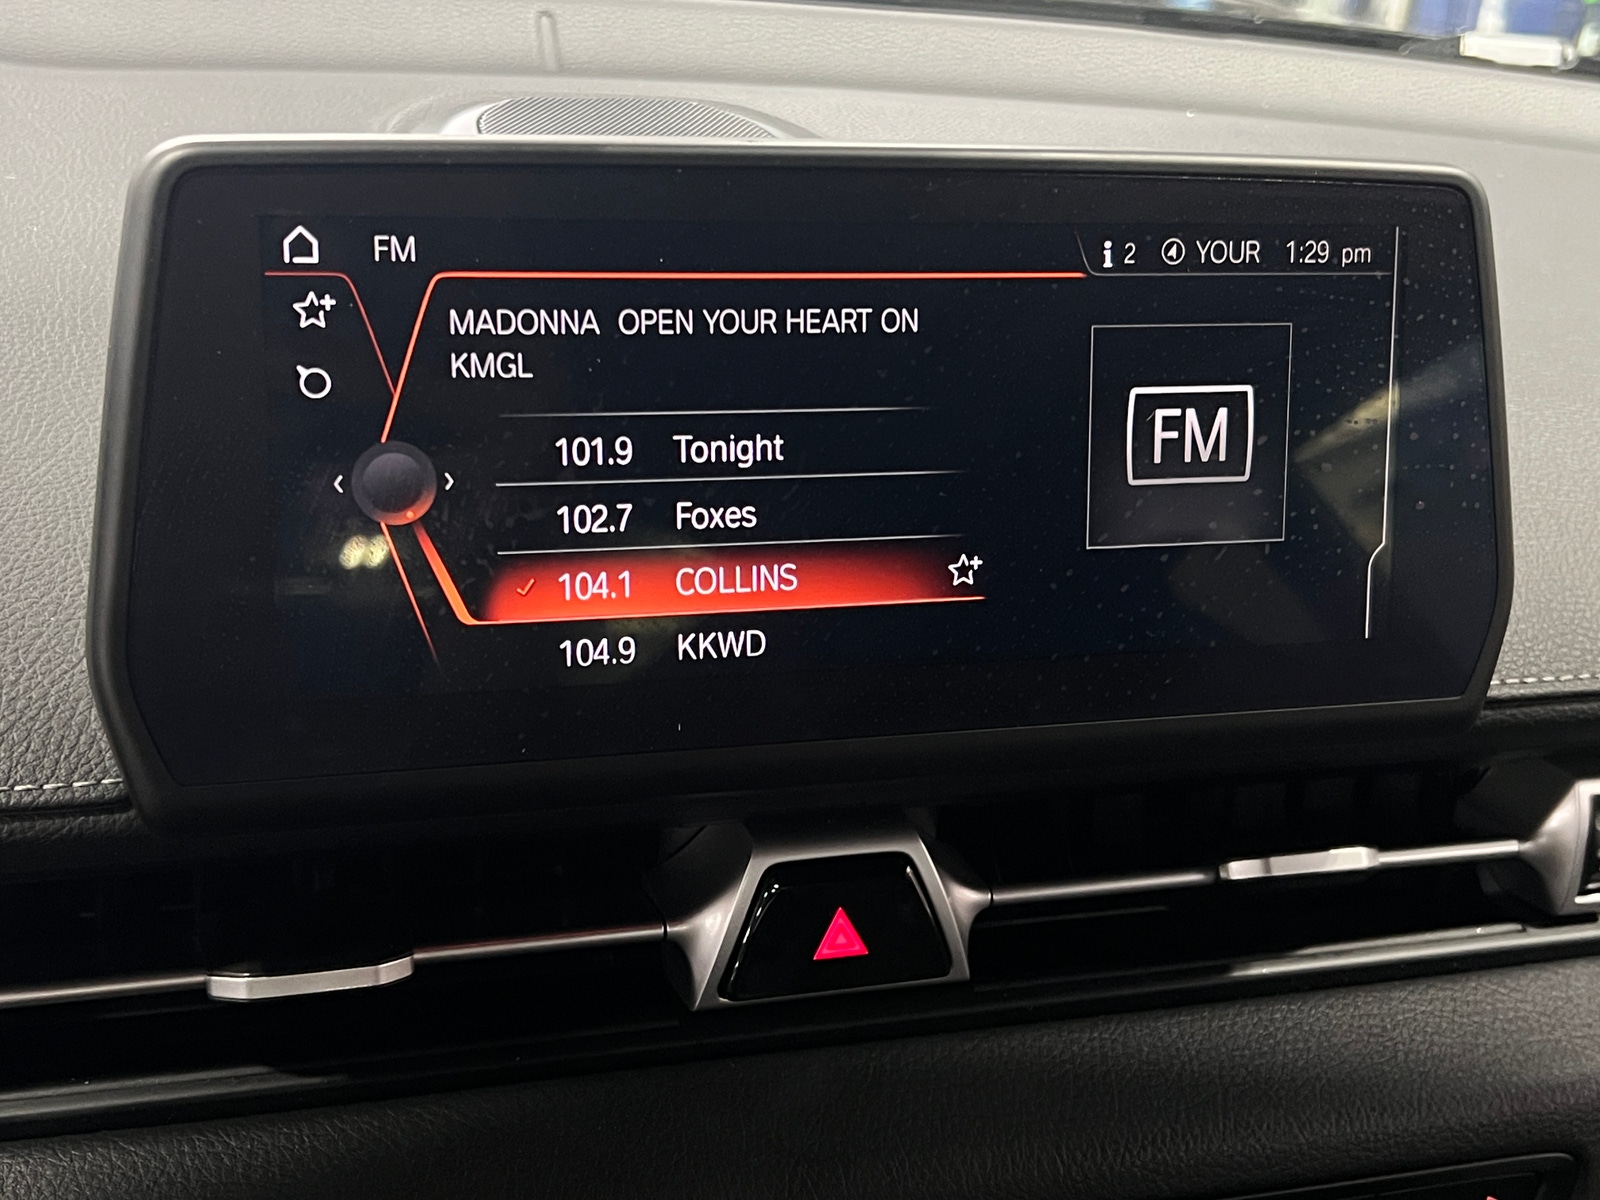 FM
i 2 YOUR 1:29 pm
MADONNA OPEN YOUR HEART ON
KMGL
101.9 Tonight
102.7 Foxes
104.1 COLLINS
104.9 KKWD
FM